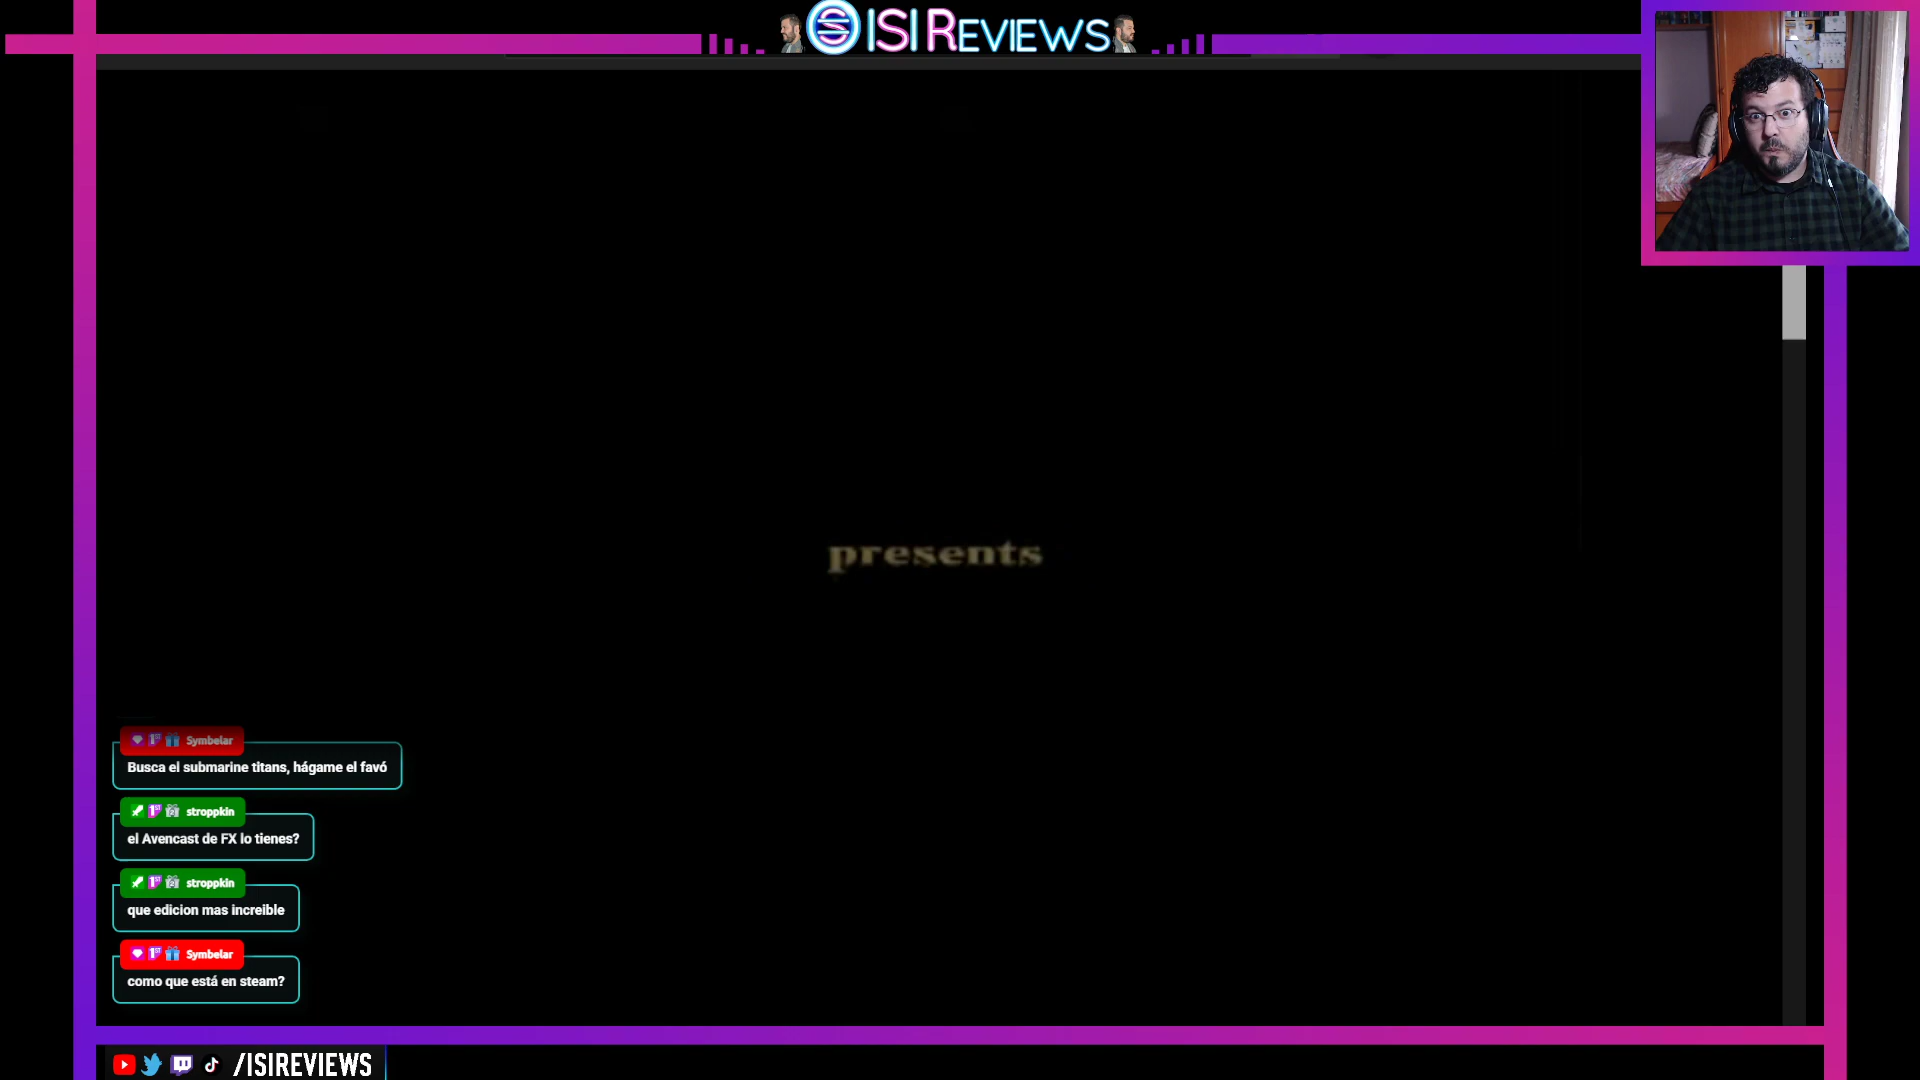 ISI REVIEWS
presents
Symbelar
Busca el submarine titans, hágame el favó
stroppkin
el Avencast de FX lo tienes?
stroppkin
que edicion mas increible
Symbelar
como que está en steam?
/ISIREVIEWS